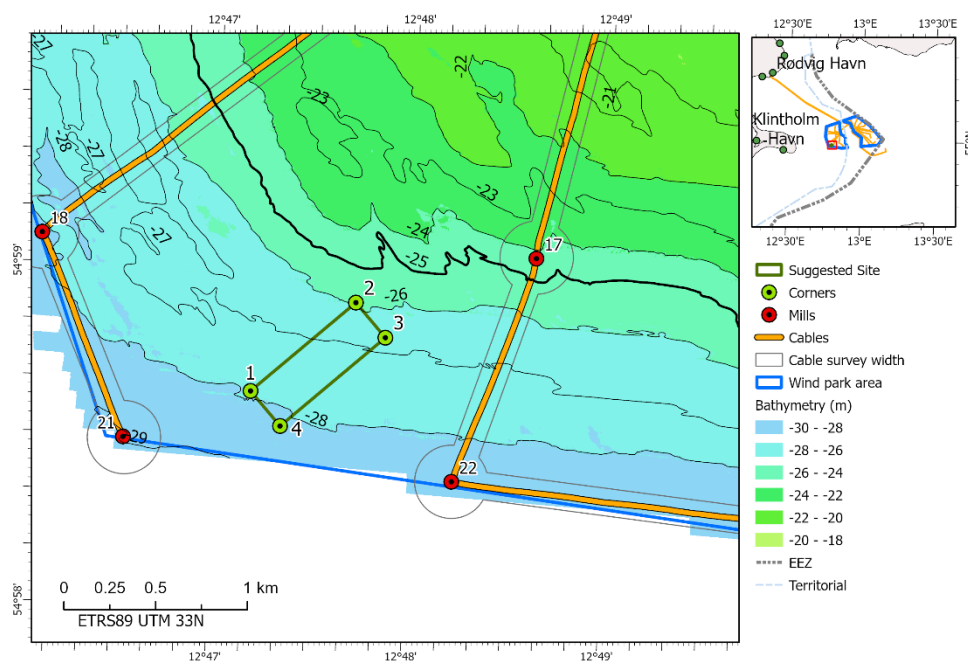 12°47' 12°48' 12°49'
54°59'
54°58'
-27
-22
-21
-23
-27
-28
18
-27
-23
-24
-25
17
2
-26
3
1
-28
4
21
-29
22
0 0.25 0.5 1 km
ETRS89 UTM 33N
12°47' 12°48' 12°49'
12°30'E 13°E 13°30'E
Rødvig Havn
Klintholm
Havn
55°N
12°30'E 13°E 13°30'E
Suggested Site
Corners
Mills
Cables
Cable survey width
Wind park area
Bathymetry (m)
-30 - -28
-28 - -26
-26 - -24
-24 - -22
-22 - -20
-20 - -18
EEZ
Territorial